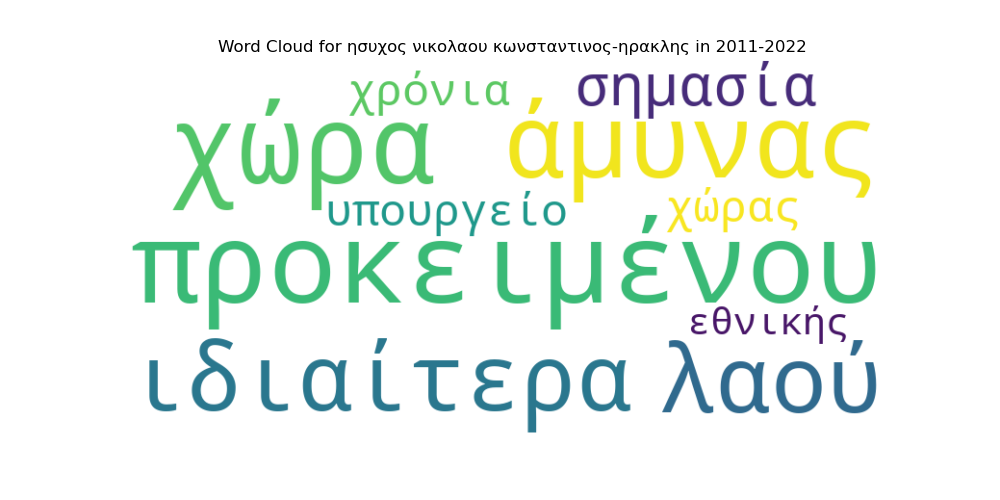 Word Cloud for ησυχος νικολαου κωνσταντινος-ηρακλης in 2011-2022
χρόνια σημασία
χώρα άμυνας
υπουργείο χώρας
προκειμένου
εθνικής
ιδιαίτερα λαού